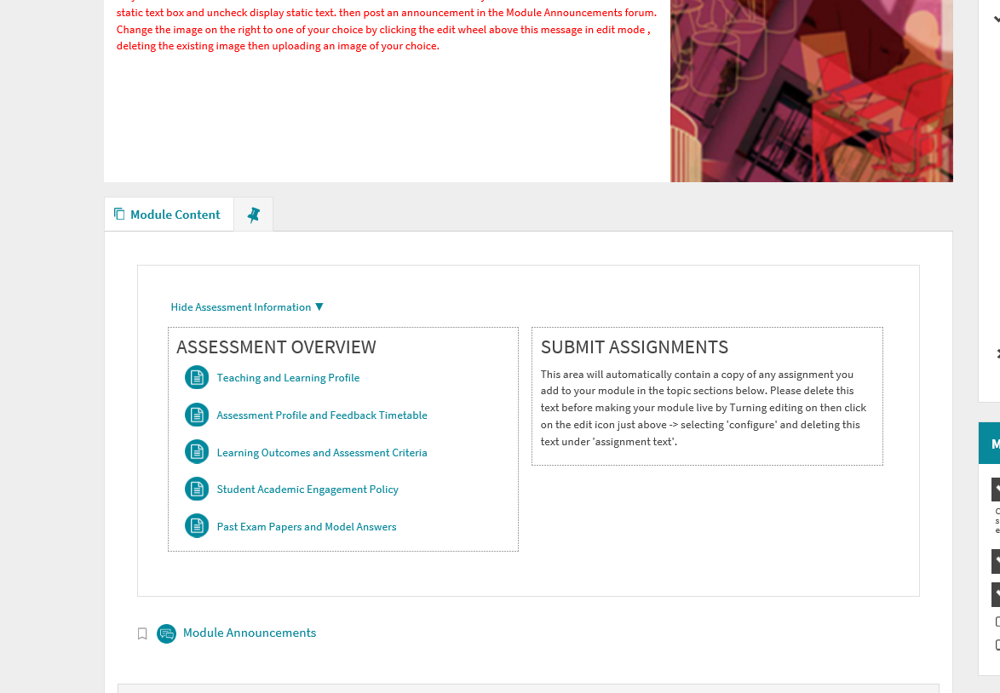 static text box and uncheck display static text. then post an announcement in the Module Announcements forum.
Change the image on the right to one of your choice by clicking the edit wheel above this message in edit mode ,
deleting the existing image then uploading an image of your choice.
Module Content
Hide Assessment Information ▼
ASSESSMENT OVERVIEW
Teaching and Learning Profile
Assessment Profile and Feedback Timetable
Learning Outcomes and Assessment Criteria
Student Academic Engagement Policy
Past Exam Papers and Model Answers
SUBMIT ASSIGNMENTS
This area will automatically contain a copy of any assignment you
add to your module in the topic sections below. Please delete this
text before making your module live by Turning editing on then click
on the edit icon just above -> selecting 'configure' and deleting this
text under 'assignment text'.
Module Announcements